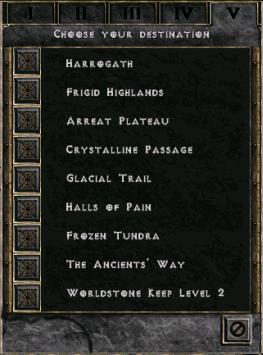 I II III IV V
Choose your destination
Harrogath
Frigid Highlands
Arreat Plateau
Crystalline Passage
Glacial Trail
Halls of Pain
Frozen Tundra
The Ancients' Way
Worldstone Keep Level 2